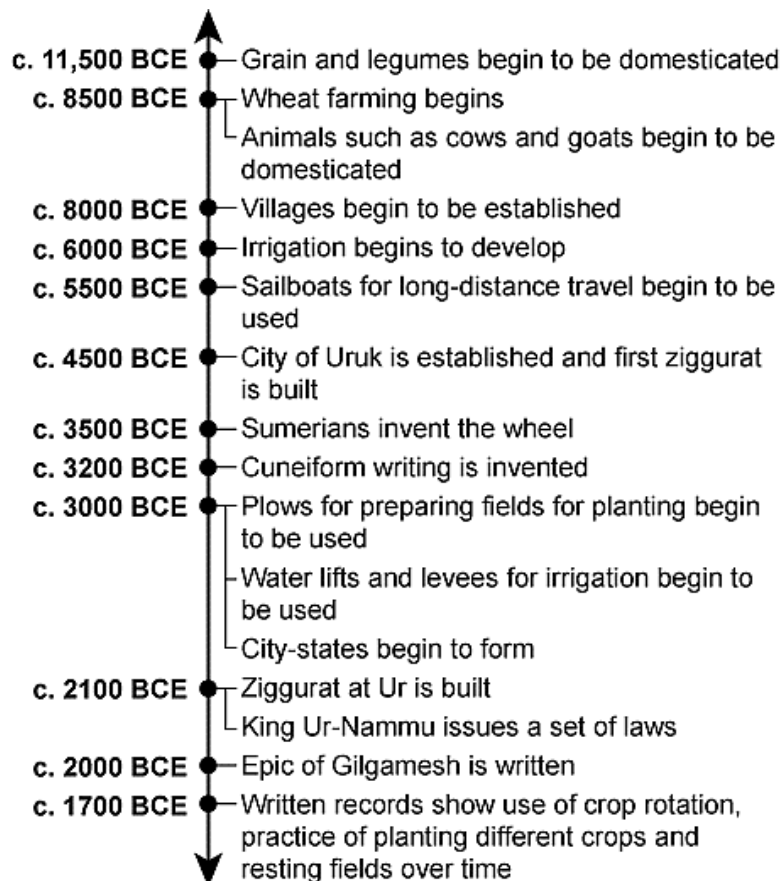 c. 11,500 BCE Grain and legumes begin to be domesticated
c. 8500 BCE Wheat farming begins
Animals such as cows and goats begin to be
domesticated
c. 8000 BCE Villages begin to be established
c. 6000 BCE Irrigation begins to develop
c. 5500 BCE Sailboats for long-distance travel begin to be
used
c. 4500 BCE City of Uruk is established and first ziggurat
is built
c. 3500 BCE Sumerians invent the wheel
c. 3200 BCE Cuneiform writing is invented
c. 3000 BCE Plows for preparing fields for planting begin
to be used
Water lifts and levees for irrigation begin to
be used
City-states begin to form
c. 2100 BCE Ziggurat at Ur is built
King Ur-Nammu issues a set of laws
c. 2000 BCE Epic of Gilgamesh is written
c. 1700 BCE Written records show use of crop rotation,
practice of planting different crops and
resting fields over time